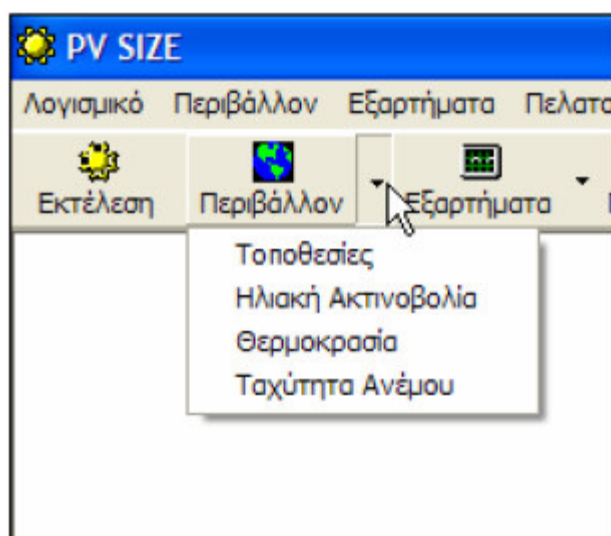 PV SIZE
Λογισμικό Περιβάλλον Εξαρτήματα
Εκτέλεση Περιβάλλον Εξαρτήματα
Τοποθεσίες
Ηλιακή Ακτινοβολία
Θερμοκρασία
Ταχύτητα Ανέμου